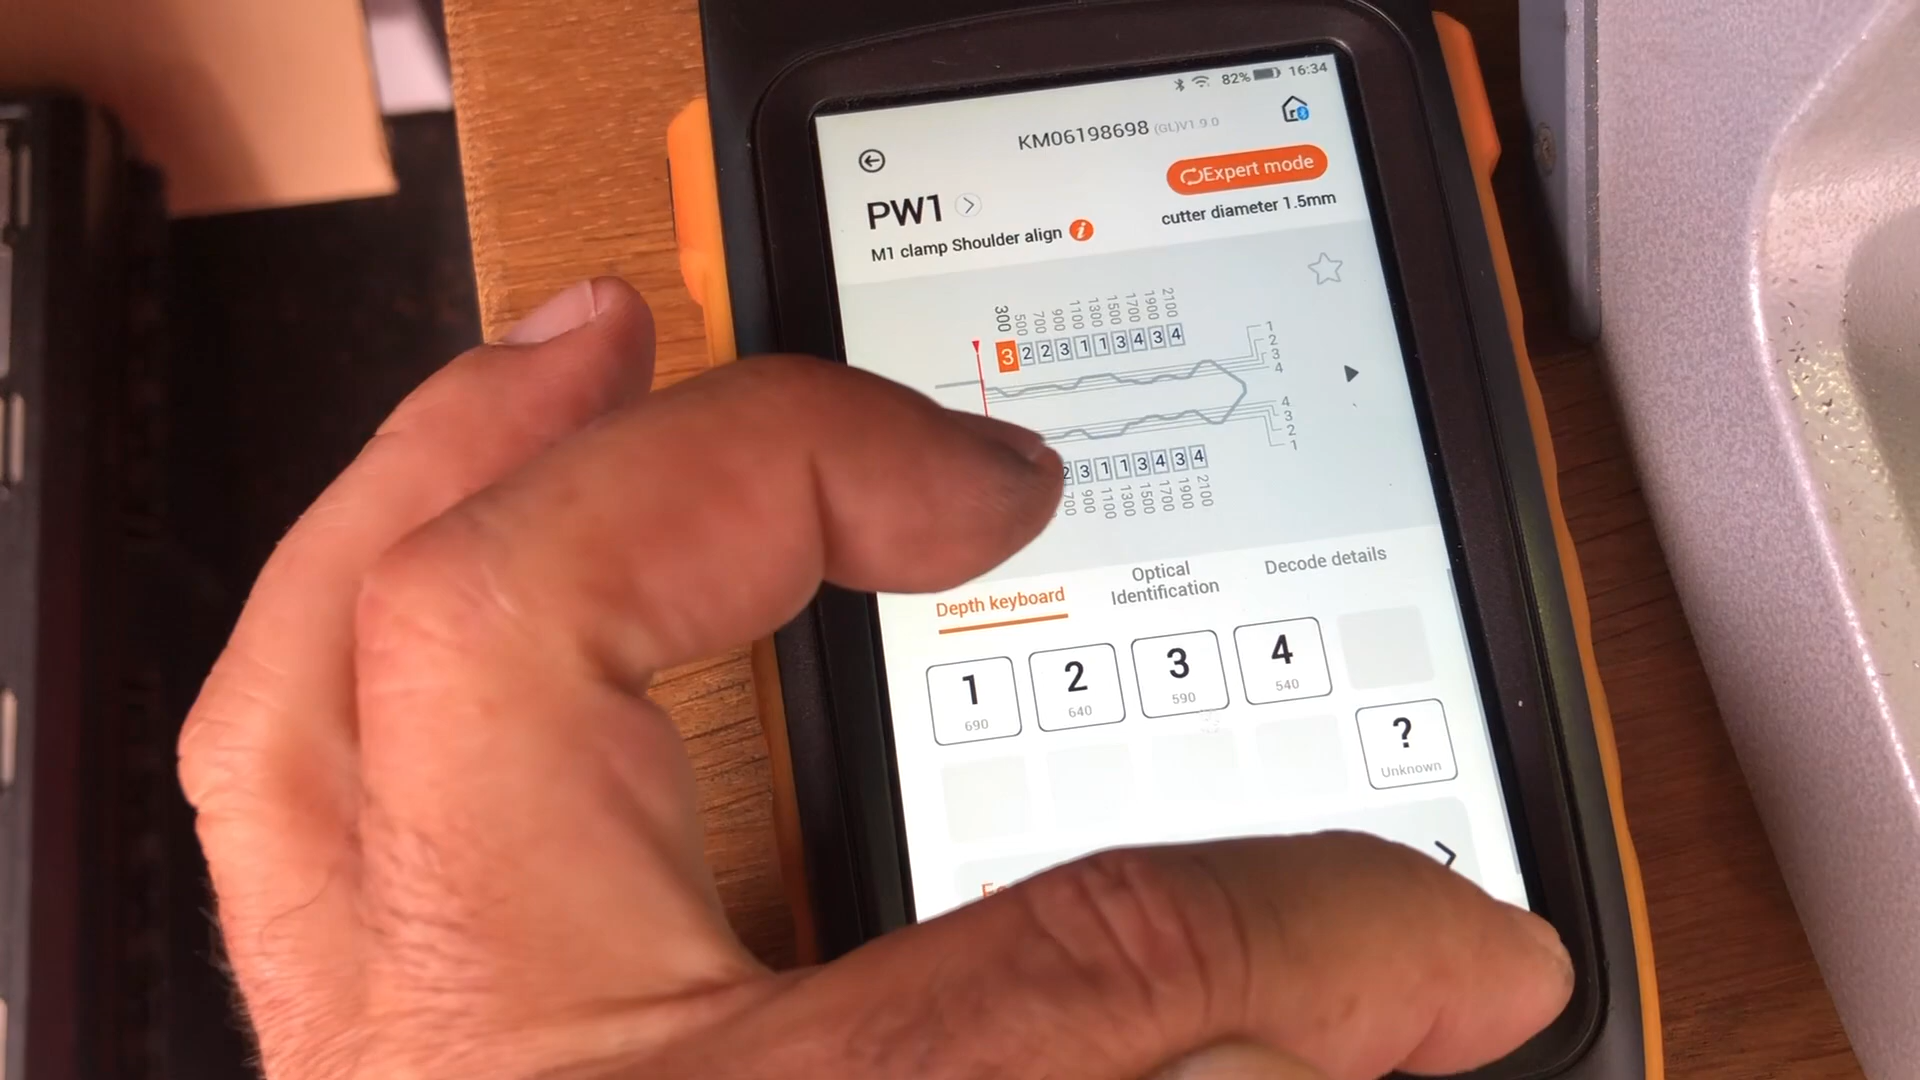 82% 16:34
KM06198698 (GL)V1.9.0
PW1
Expert mode
M1 clamp Shoulder align i
cutter diameter 1.5mm
300 500 700 900 1100 1300 1500 1700 1900 2100
3 2 2 3 1 1 3 4 3 4
1
2
3
4
4
3
2
1
2 3 1 1 3 4 3 4
700 900 1100 1300 1500 1700 1900 2100
Depth keyboard
Optical
Identification
Decode details
1 2 3 4
690 640 590 540
?
Unknown